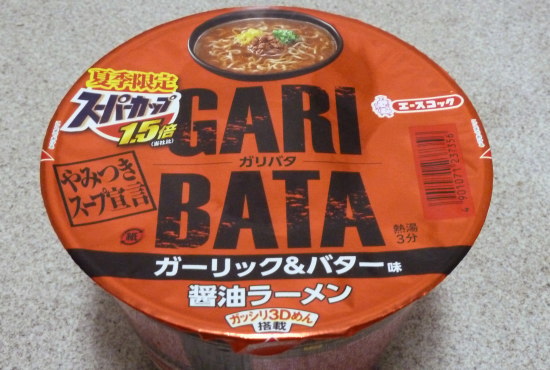 夏季限定
スーパーカップ
1.5倍
(当社比)
GARI
ガリバタ
BATA
エースコック
やみつき
スープ宣言
熱湯
3分
ガーリック&バター味
醤油ラーメン
ガッシリ3Dめん
搭載